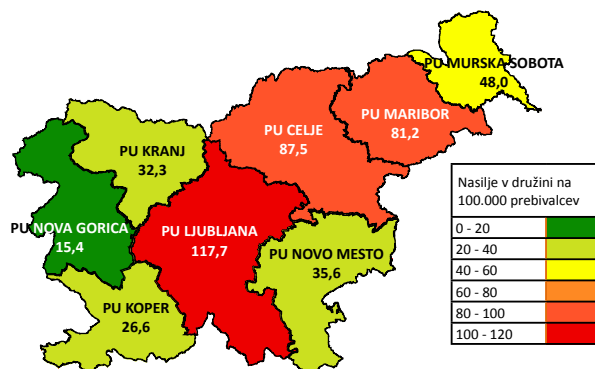 PU MURSKA SOBOTA
48,0
PU MARIBOR
81,2
PU CELJE
87,5
PU KRANJ
32,3
PU NOVA GORICA
15,4
PU LJUBLJANA
117,7
PU NOVO MESTO
35,6
PU KOPER
26,6
Nasilje v družini na
100.000 prebivalcev
0 - 20
20 - 40
40 - 60
60 - 80
80 - 100
100 - 120